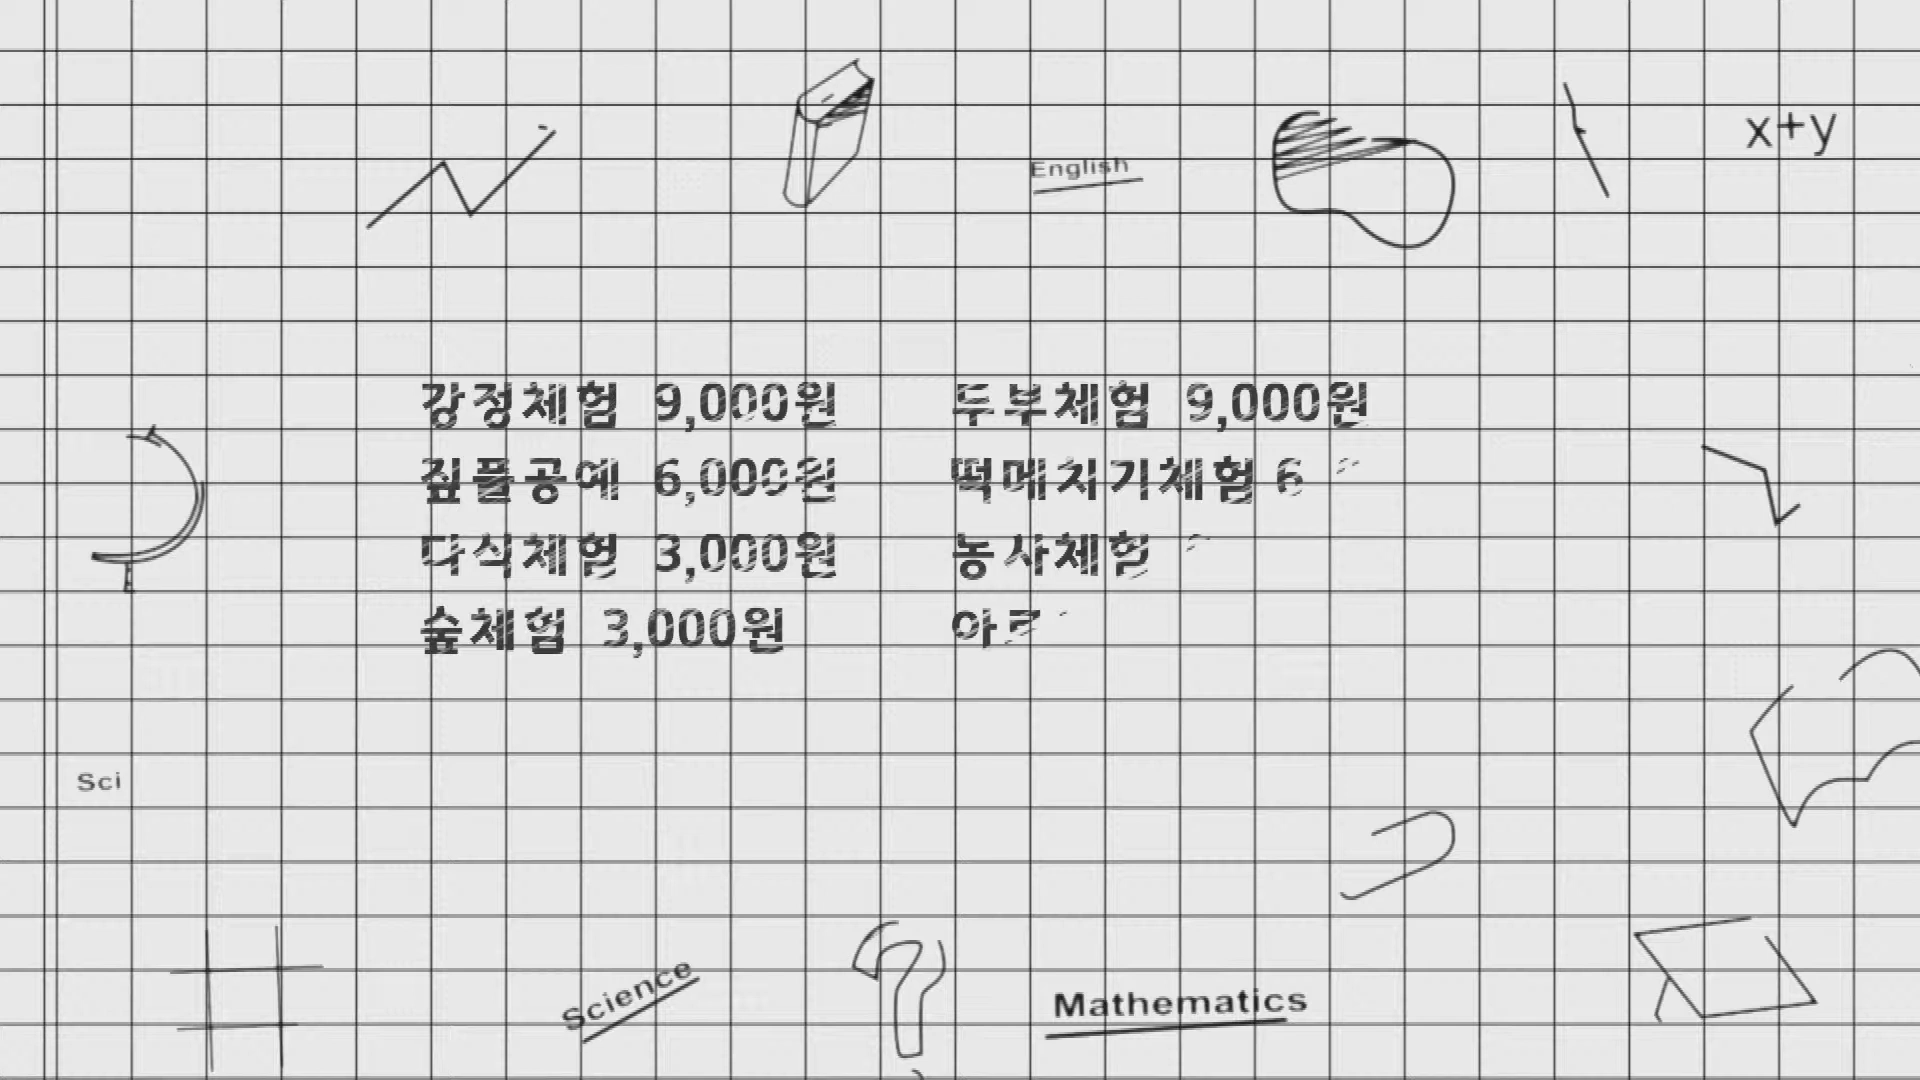 English
x+y
강정체험 9,000원 두부체험 9,000원
짚풀공예 6,000원 떡메치기체험 6
다식체험 3,000원 농사체험
숲체험 3,000원
Sci
Science
?
Mathematics